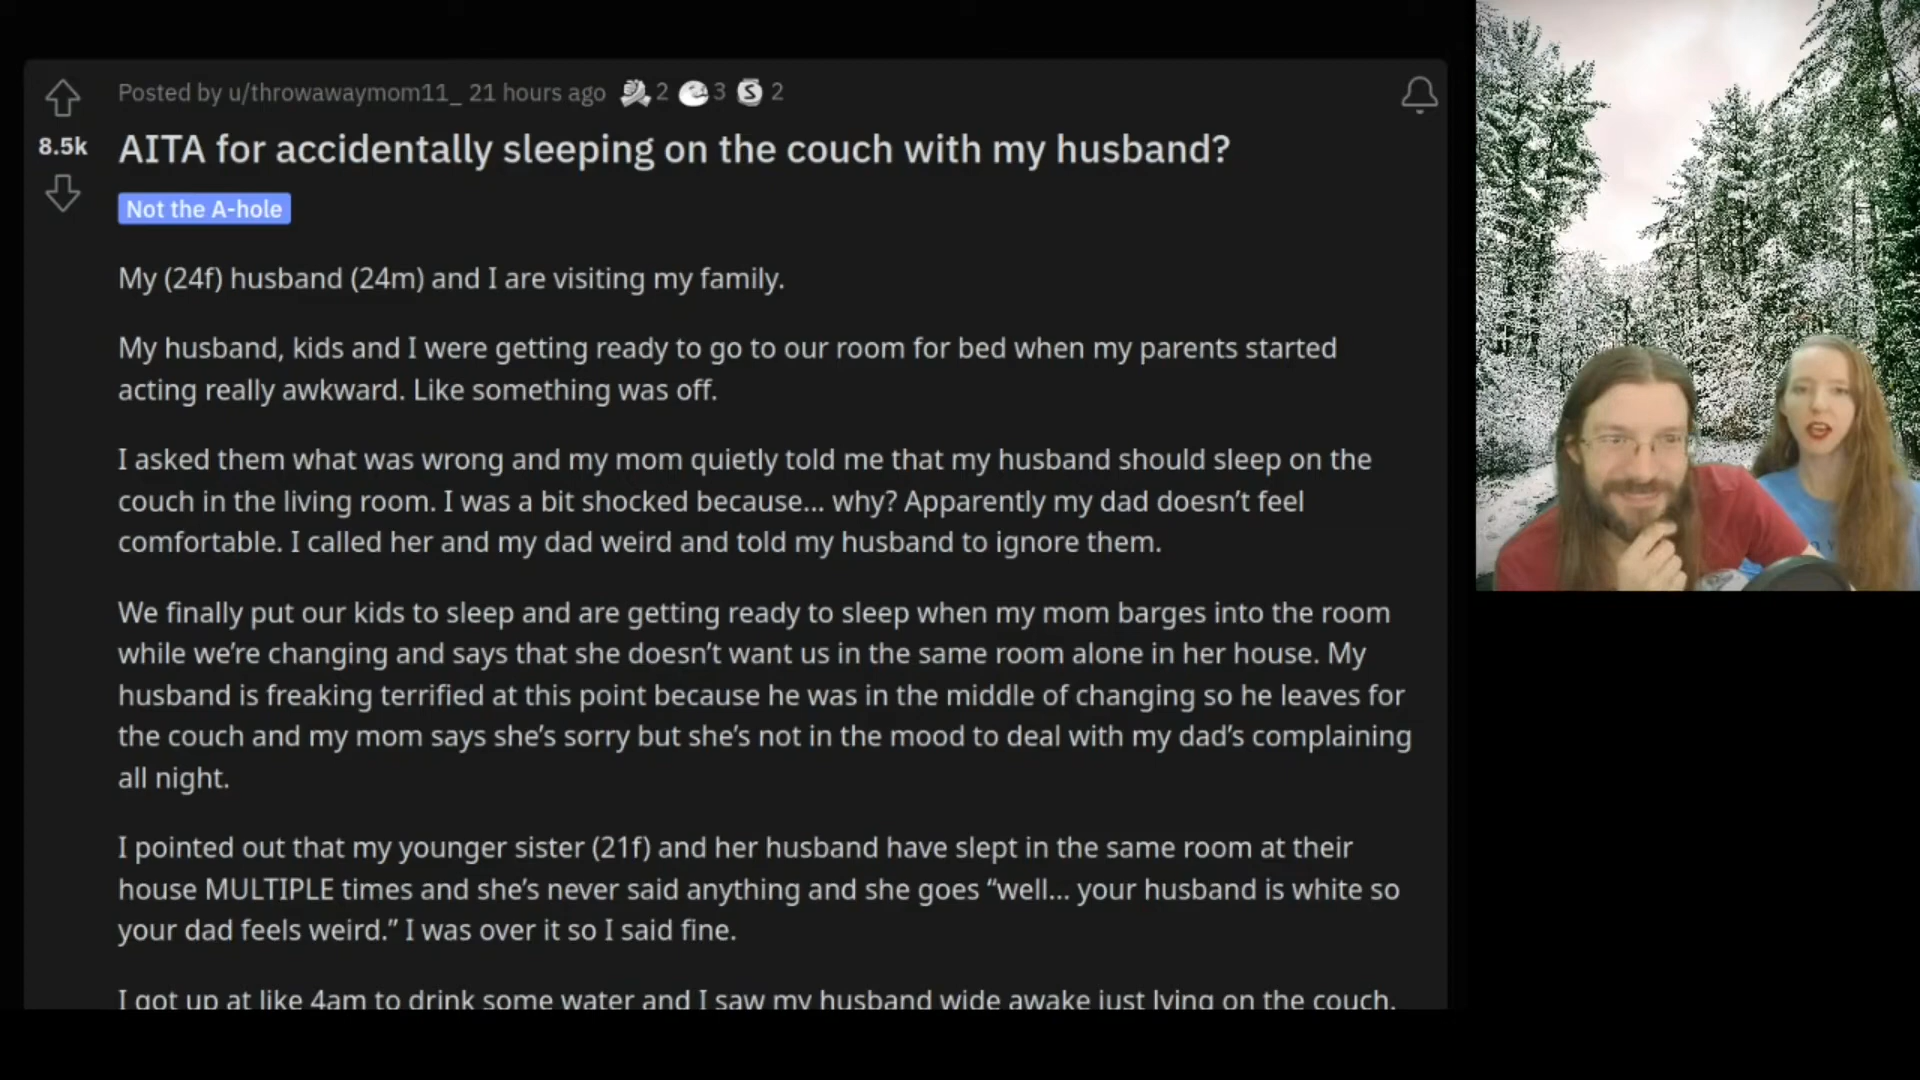 Posted by u/throwawaymom11_ 21 hours ago 2 3 S 2
8.5k
AITA for accidentally sleeping on the couch with my husband?
Not the A-hole
My (24f) husband (24m) and I are visiting my family.
My husband, kids and I were getting ready to go to our room for bed when my parents started
acting really awkward. Like something was off.
I asked them what was wrong and my mom quietly told me that my husband should sleep on the
couch in the living room. I was a bit shocked because... why? Apparently my dad doesn’t feel
comfortable. I called her and my dad weird and told my husband to ignore them.
We finally put our kids to sleep and are getting ready to sleep when my mom barges into the room
while we’re changing and says that she doesn’t want us in the same room alone in her house. My
husband is freaking terrified at this point because he was in the middle of changing so he leaves for
the couch and my mom says she’s sorry but she’s not in the mood to deal with my dad’s complaining
all night.
I pointed out that my younger sister (21f) and her husband have slept in the same room at their
house MULTIPLE times and she’s never said anything and she goes “well... your husband is white so
your dad feels weird.” I was over it so I said fine.
I got up at like 4am to drink some water and I saw my husband wide awake just lying on the couch.